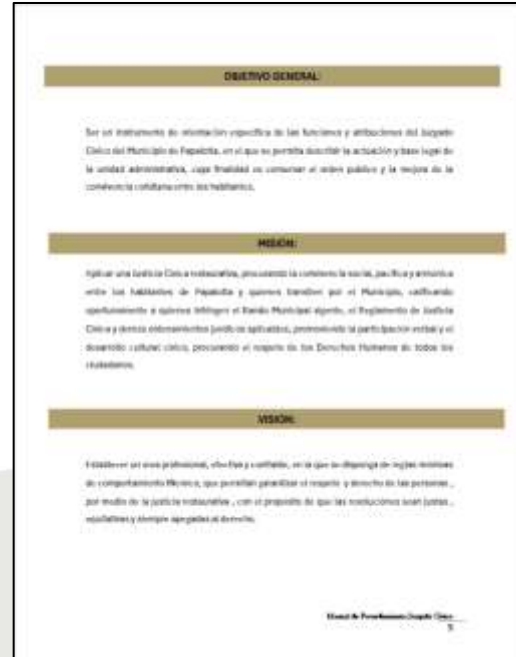 OBJETIVO GENERAL:
Ser un instrumento de orientación específica de las funciones y atribuciones del Juzgado
Cívico del Municipio de Papalotla, en el que se permita describir la actuación y base legal de
la unidad administrativa, cuya finalidad es conservar el orden público y la mejora de la
convivencia cotidiana entre los habitantes.
MISIÓN:
Aplicar una Justicia Cívica restaurativa, procurando la convivencia social, pacífica y armónica
entre los habitantes de Papalotla y quienes transiten por el Municipio, calificando
oportunamente a quienes infringen el Bando Municipal vigente, el Reglamento de Justicia
Cívica y demás ordenamientos jurídicos aplicables, promoviendo la participación vecinal y el
desarrollo cultural cívico, procurando el respeto de los Derechos Humanos de todos los
ciudadanos.
VISIÓN:
Establecer un área profesional, efectiva y confiable, en la que se disponga de reglas mínimas
de comportamiento que permitan garantizar el respeto y derecho de las personas ,
por medio de la justicia restaurativa , con el propósito de que las resoluciones sean justas ,
equitativas y siempre apegadas al derecho.
Manual de Procedimientos Juzgado Cívico